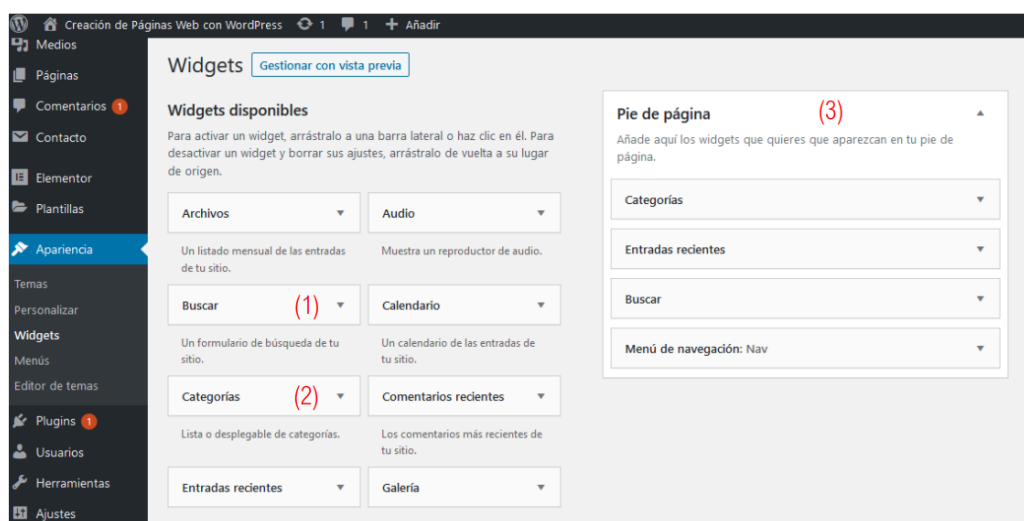 Creación de Páginas Web con WordPress 1 1 + Añadir
Medios
Páginas
Comentarios 1
Contacto
Elementor
Plantillas
Apariencia
Temas
Personalizar
Widgets
Menús
Editor de temas
Plugins 1
Usuarios
Herramientas
Ajustes
Widgets Gestionar con vista previa
Widgets disponibles
Para activar un widget, arrástralo a una barra lateral o haz clic en él. Para
desactivar un widget y borrar sus ajustes, arrástralo de vuelta a su lugar
de origen.
Archivos
Un listado mensual de las entradas
de tu sitio.
Audio
Muestra un reproductor de audio.
Buscar (1)
Un formulario de búsqueda de tu
sitio.
Calendario
Un calendario de las entradas de
tu sitio.
Categorías (2)
Lista o desplegable de categorías.
Comentarios recientes
Los comentarios más recientes de
tu sitio.
Entradas recientes
Galería
Pie de página (3)
Añade aquí los widgets que quieres que aparezcan en tu pie de
página.
Categorías
Entradas recientes
Buscar
Menú de navegación: Nav